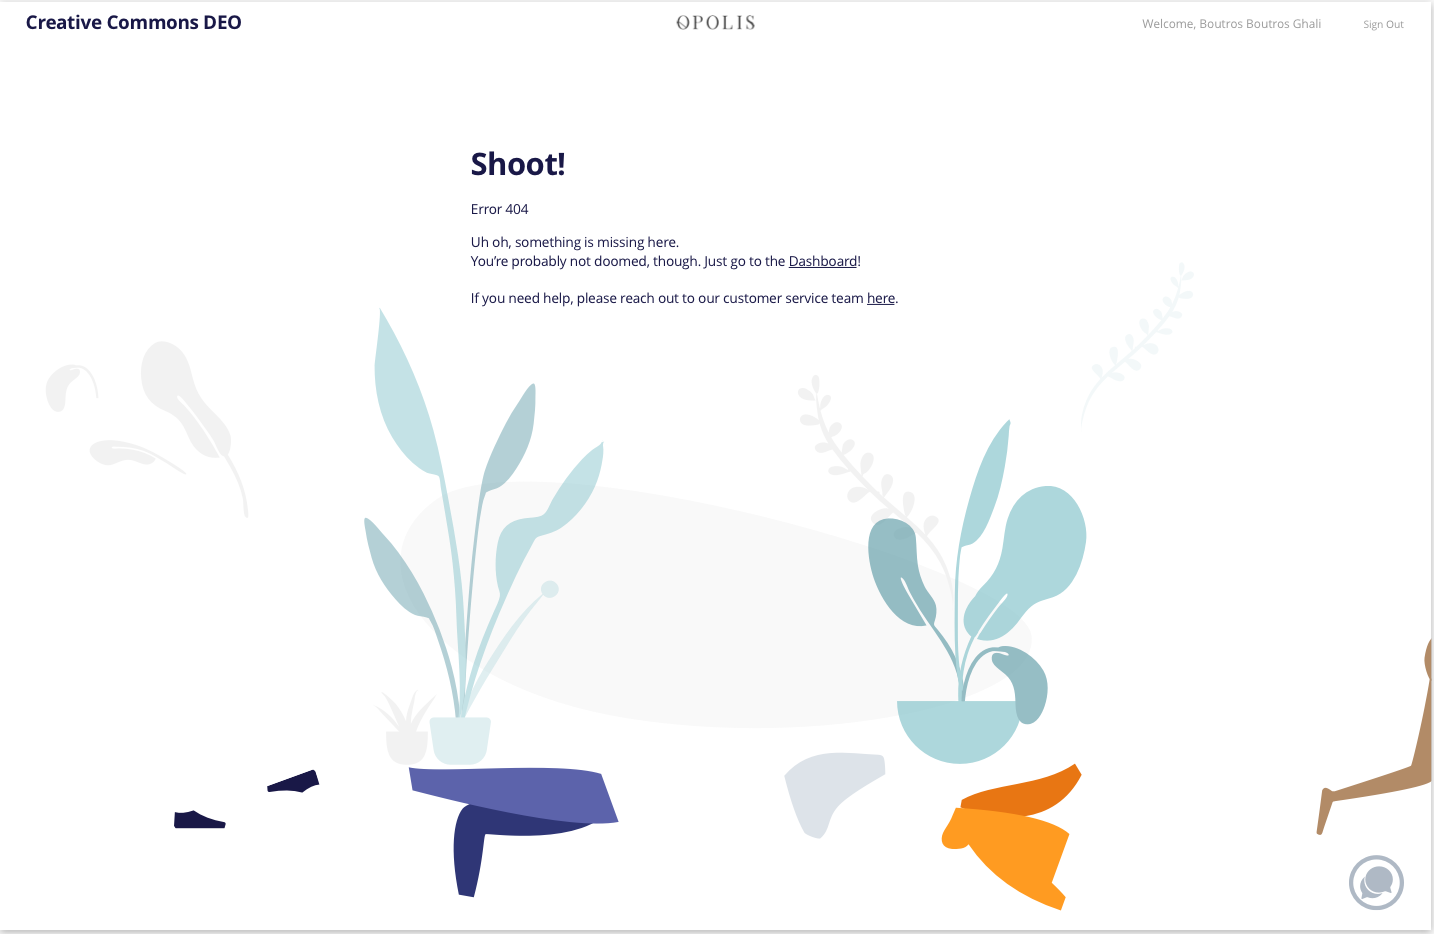 Creative Commons DEO
OPOLIS
Welcome, Boutros Boutros Ghali
Sign Out
Shoot!
Error 404
Uh oh, something is missing here.
You’re probably not doomed, though. Just go to the Dashboard!
If you need help, please reach out to our customer service team here.